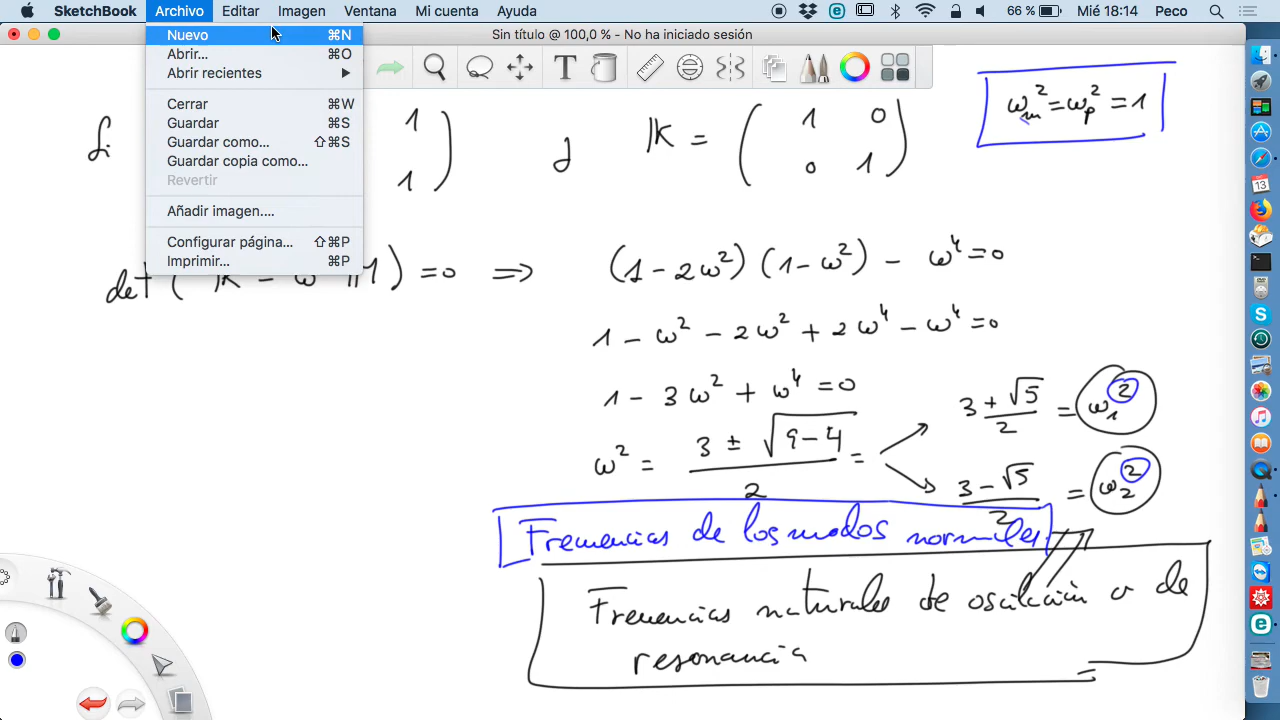 SketchBook Archivo Editar Imagen Ventana Mi cuenta Ayuda 66 % Mié 18:14 Peco
Sin título @ 100,0 % - No ha iniciado sesión
Nuevo ⌘N
Abrir... ⌘O
Abrir recientes ▶
Cerrar ⌘W
Guardar ⌘S
Guardar como... ⇧⌘S
Guardar copia como...
Revertir
Añadir imagen....
Configurar página... ⇧⌘P
Imprimir... ⌘P
T
ω_m² = ω_p² = 1
1
1
y K = ( 1 0
0 1 )
det ( K - ω² M ) = 0 ⟹ (1 - 2ω²) (1 - ω²) - ω⁴ = 0
1 - ω² - 2ω² + 2ω⁴ - ω⁴ = 0
1 - 3ω² + ω⁴ = 0
ω² = (3 ± √(9-4))/2 =
(3 + √5)/2 = ω₁²
(3 - √5)/2 = ω₂²
Frecuencias de los modos normales
Frecuencias naturales de oscilación o de
resonancia
13
S